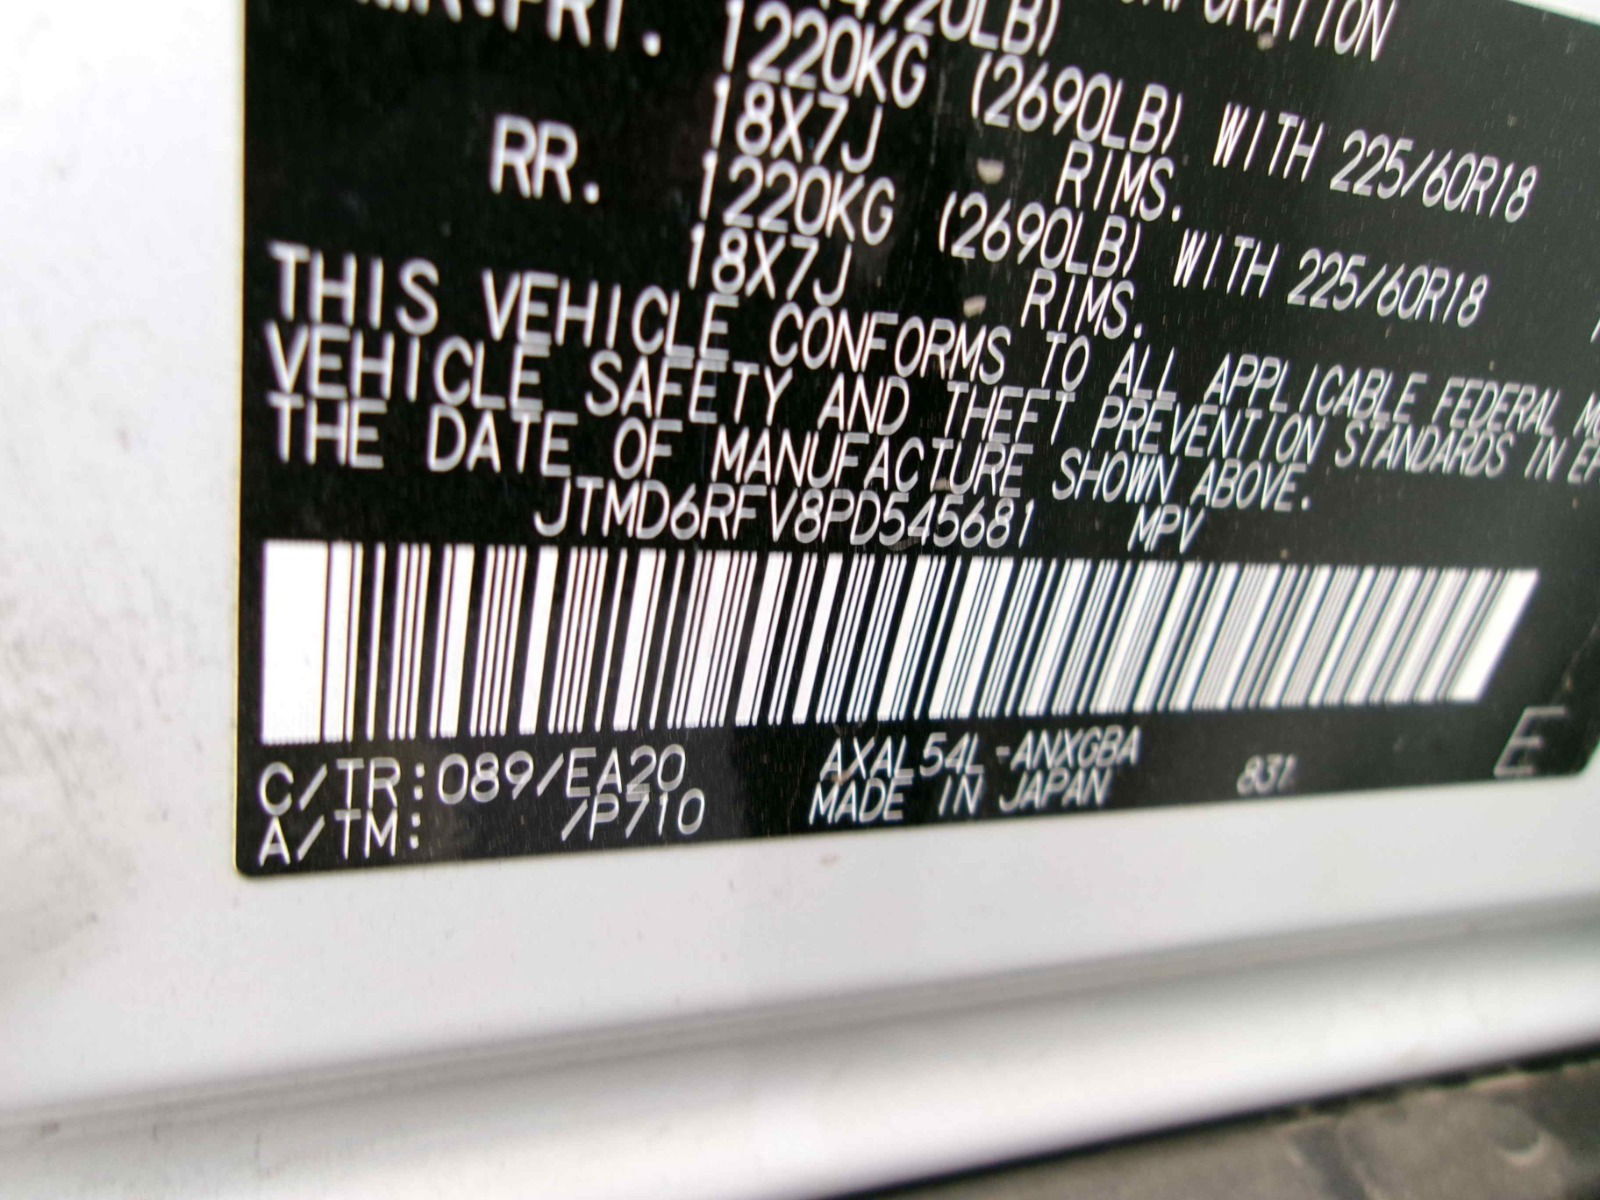 1220KG (2690LB) WITH 225/60R18
18X7J RIMS.
RR. 1220KG (2690LB) WITH 225/60R18
18X7J RIMS.
THIS VEHICLE CONFORMS TO ALL APPLICABLE FEDERAL
VEHICLE SAFETY AND THEFT PREVENTION STANDARDS IN
THE DATE OF MANUFACTURE SHOWN ABOVE.
JTMD6RFV8PD545681 MPV
C/TR:089/EA20 AXAL54L-ANXGBA 831
A/TM: /P710 MADE IN JAPAN E